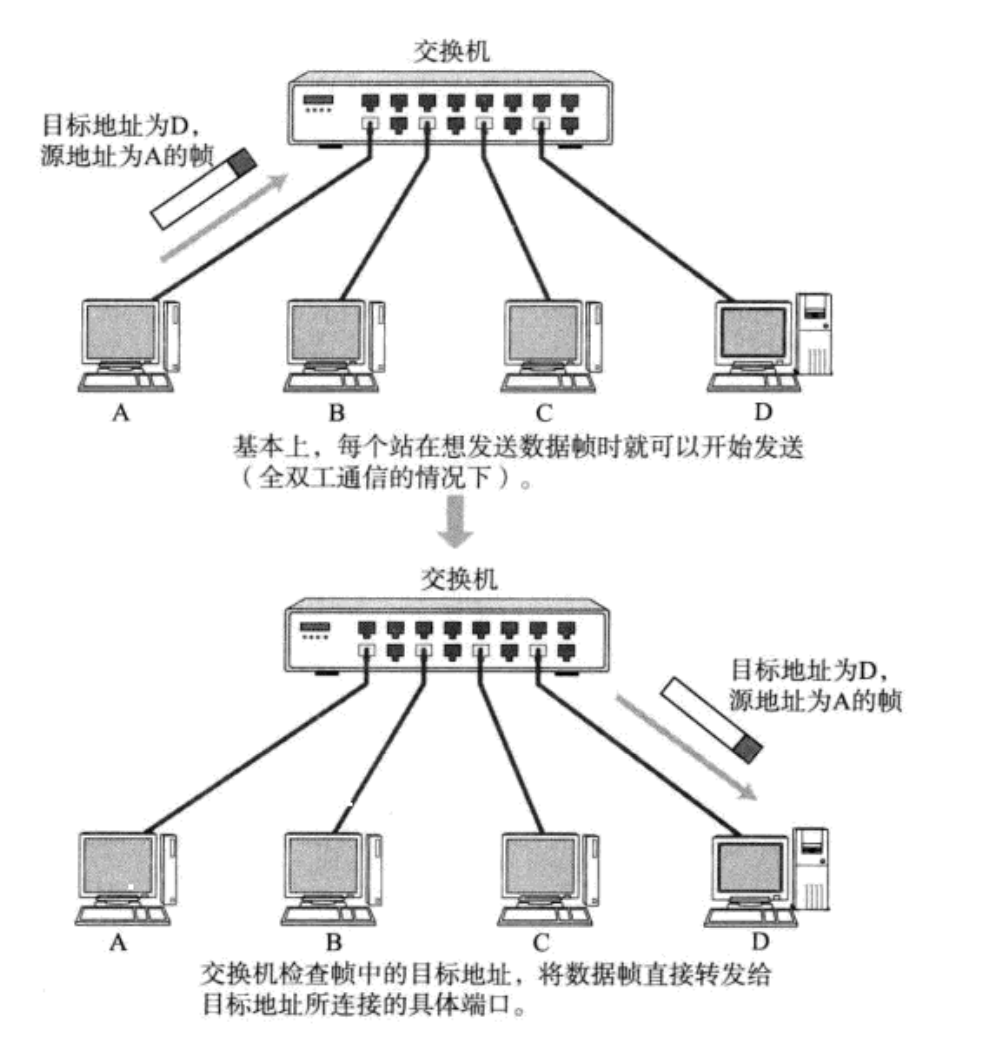 交换机
目标地址为D，
源地址为A的帧
A
B
C
D
基本上，每个站在想发送数据帧时就可以开始发送
（全双工通信的情况下）。
交换机
目标地址为D，
源地址为A的帧
A
B
C
D
交换机检查帧中的目标地址，将数据帧直接转发给
目标地址所连接的具体端口。